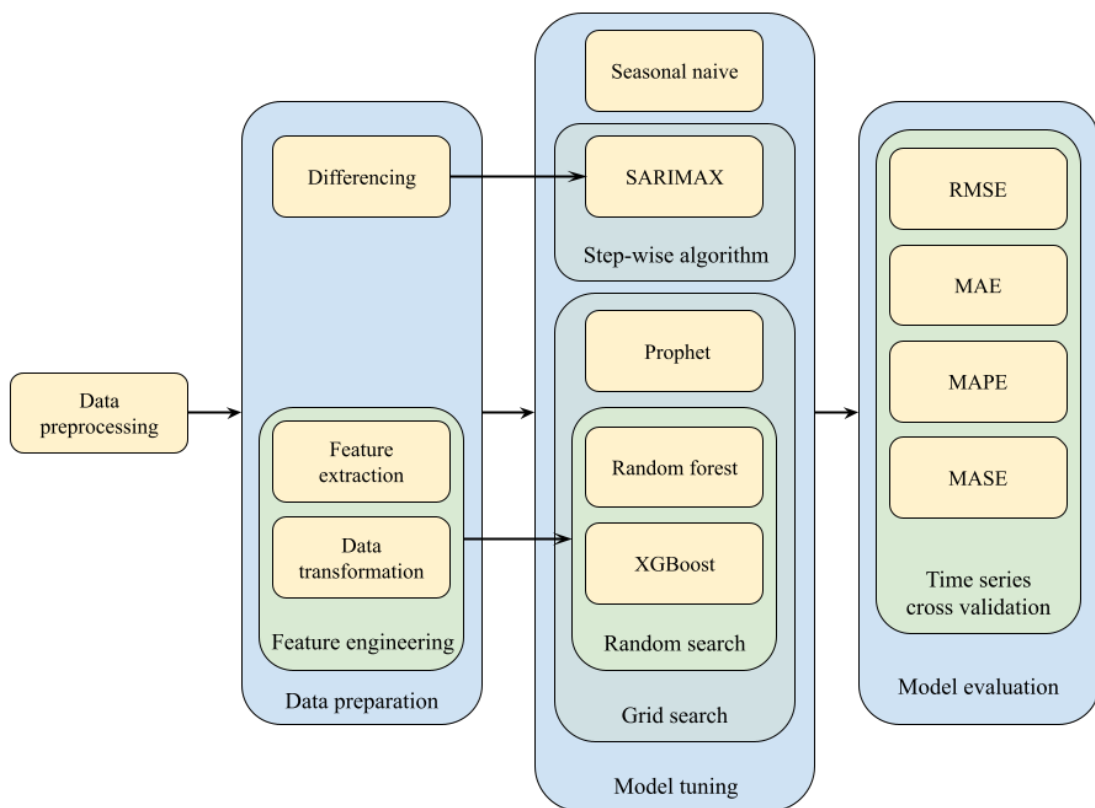 Data
preprocessing
Differencing
Feature
extraction
Data
transformation
Feature engineering
Data preparation
Seasonal naive
SARIMAX
Step-wise algorithm
Prophet
Random forest
XGBoost
Random search
Grid search
Model tuning
RMSE
MAE
MAPE
MASE
Time series
cross validation
Model evaluation